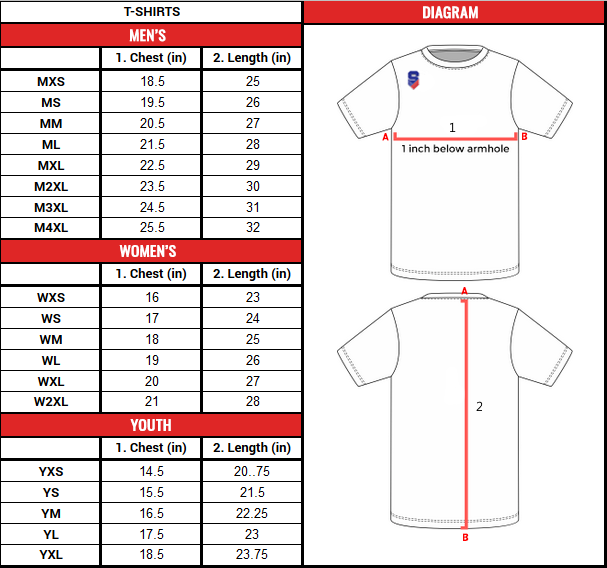 T-SHIRTS
DIAGRAM
MEN'S
1. Chest (in) 2. Length (in)
MXS 18.5 25
MS 19.5 26
MM 20.5 27
ML 21.5 28
MXL 22.5 29
M2XL 23.5 30
M3XL 24.5 31
M4XL 25.5 32
WOMEN'S
1. Chest (in) 2. Length (in)
WXS 16 23
WS 17 24
WM 18 25
WL 19 26
WXL 20 27
W2XL 21 28
YOUTH
1. Chest (in) 2. Length (in)
YXS 14.5 20..75
YS 15.5 21.5
YM 16.5 22.25
YL 17.5 23
YXL 18.5 23.75
S
1
A B
1 inch below armhole
A
2
B